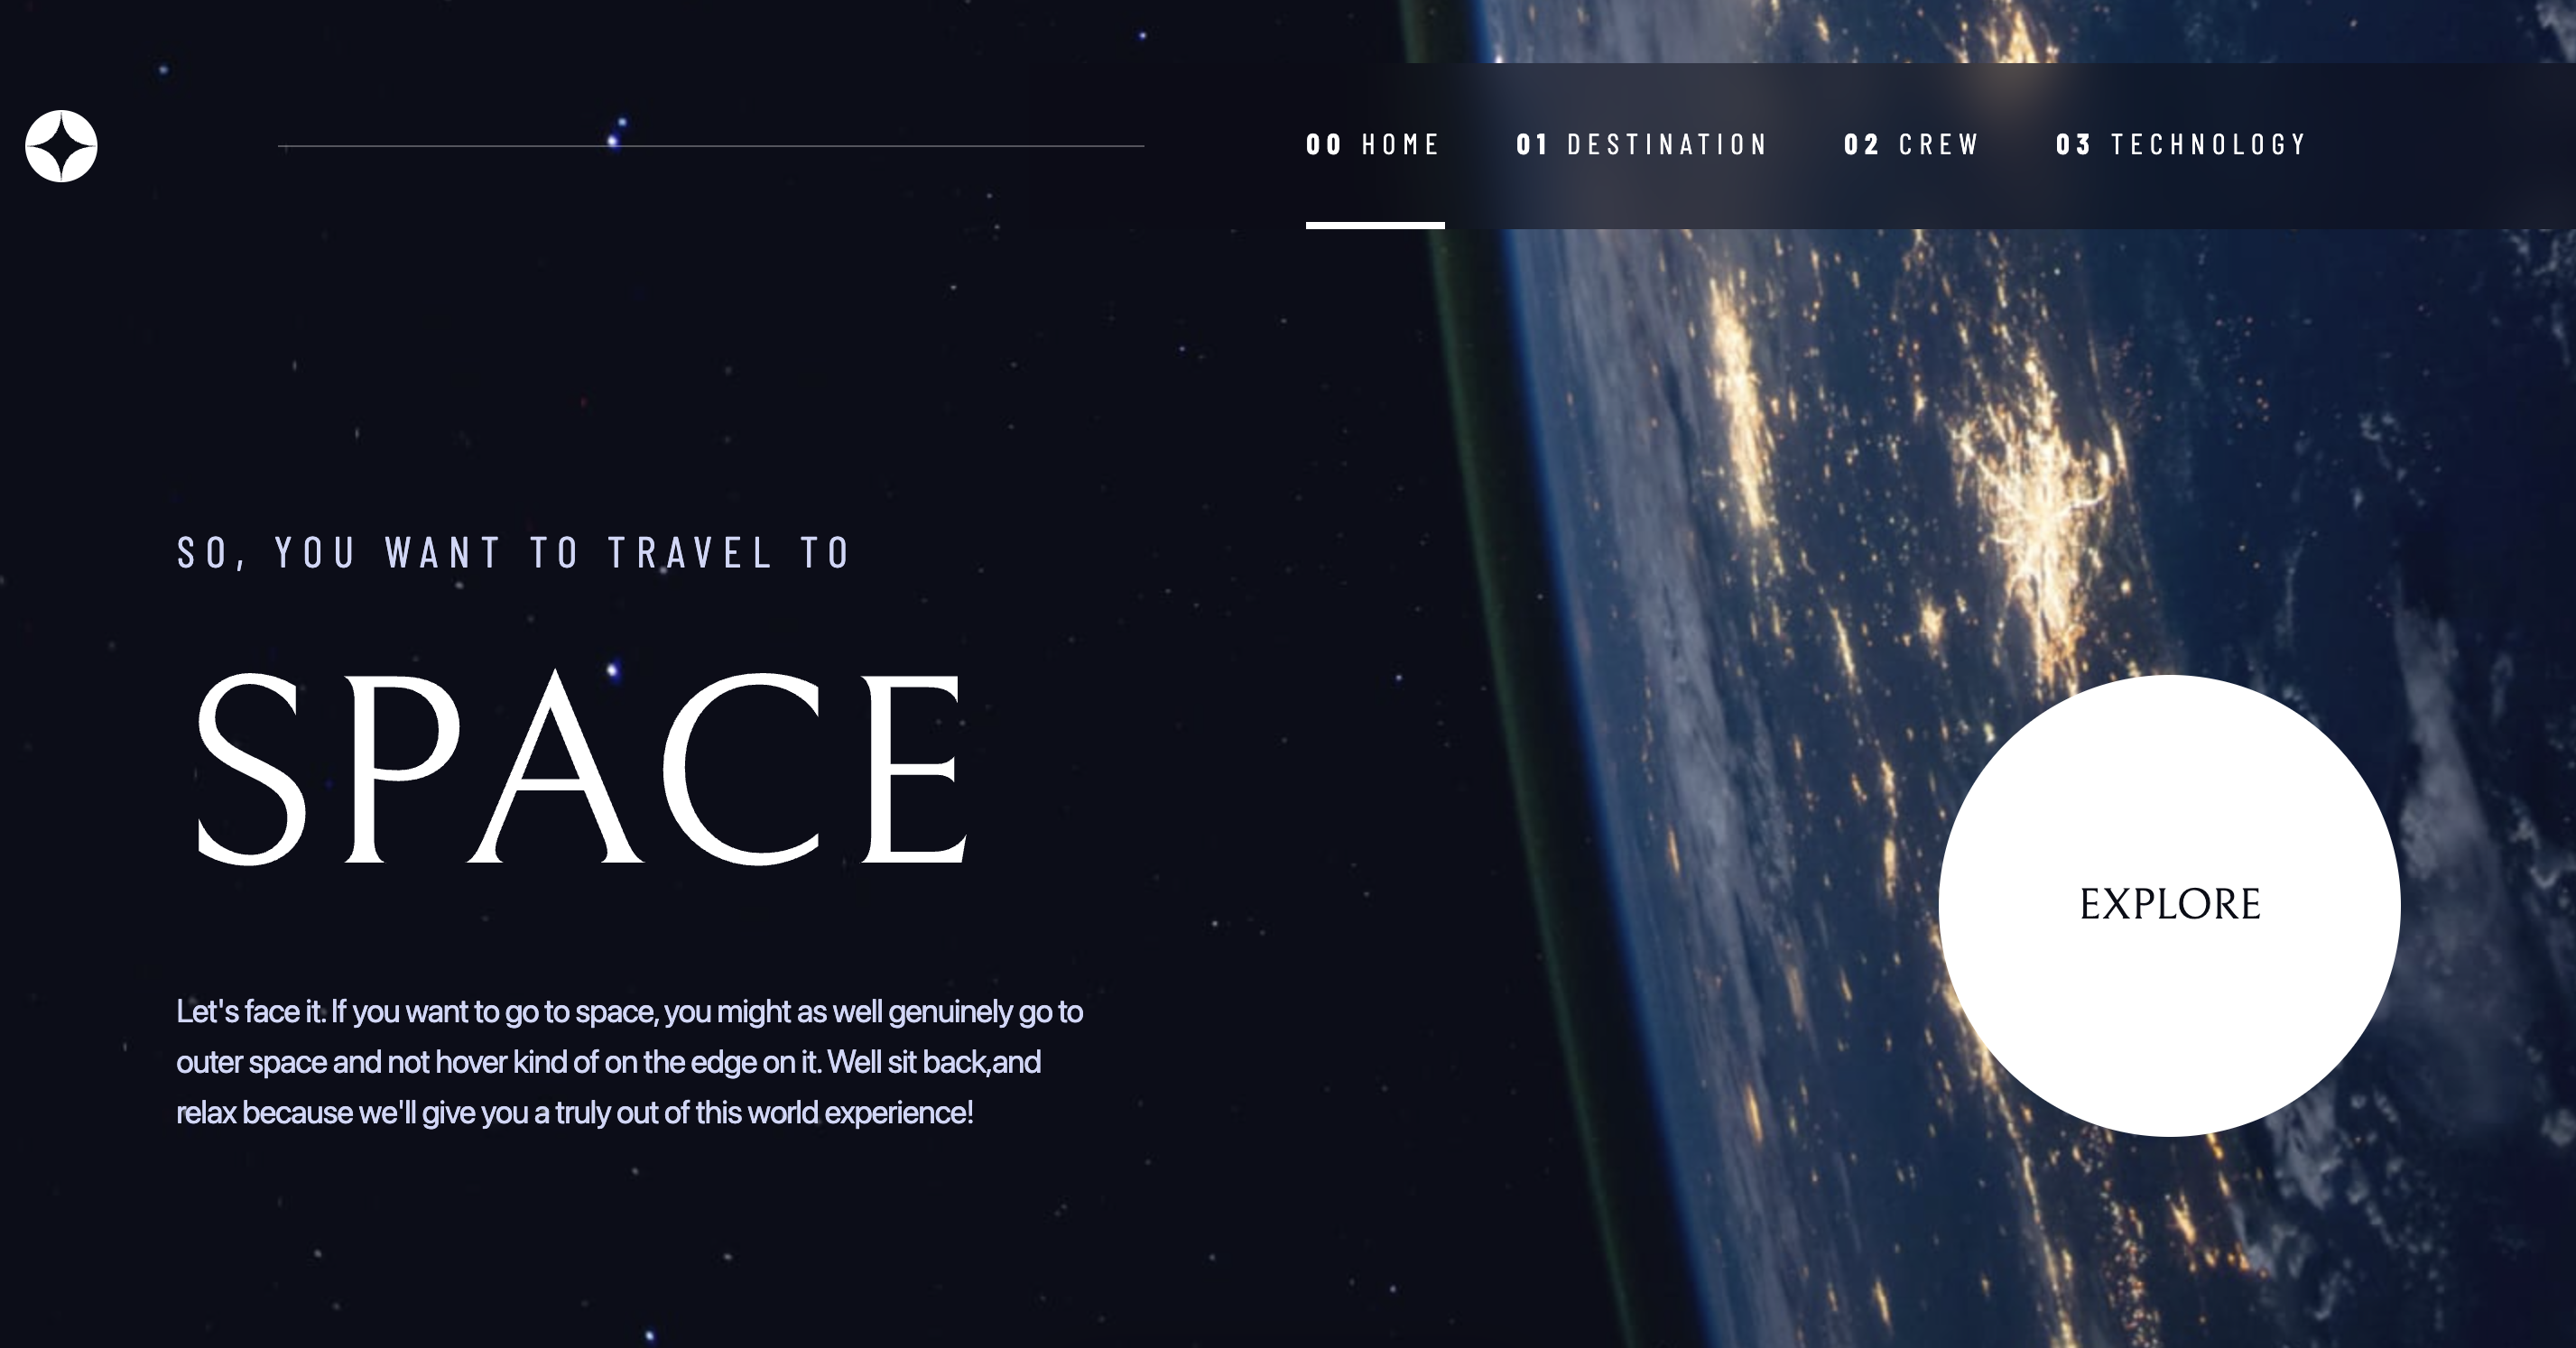 00 HOME 01 DESTINATION 02 CREW 03 TECHNOLOGY
SO, YOU WANT TO TRAVEL TO
SPACE
Let's face it. If you want to go to space, you might as well genuinely go to
outer space and not hover kind of on the edge on it. Well sit back,and
relax because we'll give you a truly out of this world experience!
EXPLORE